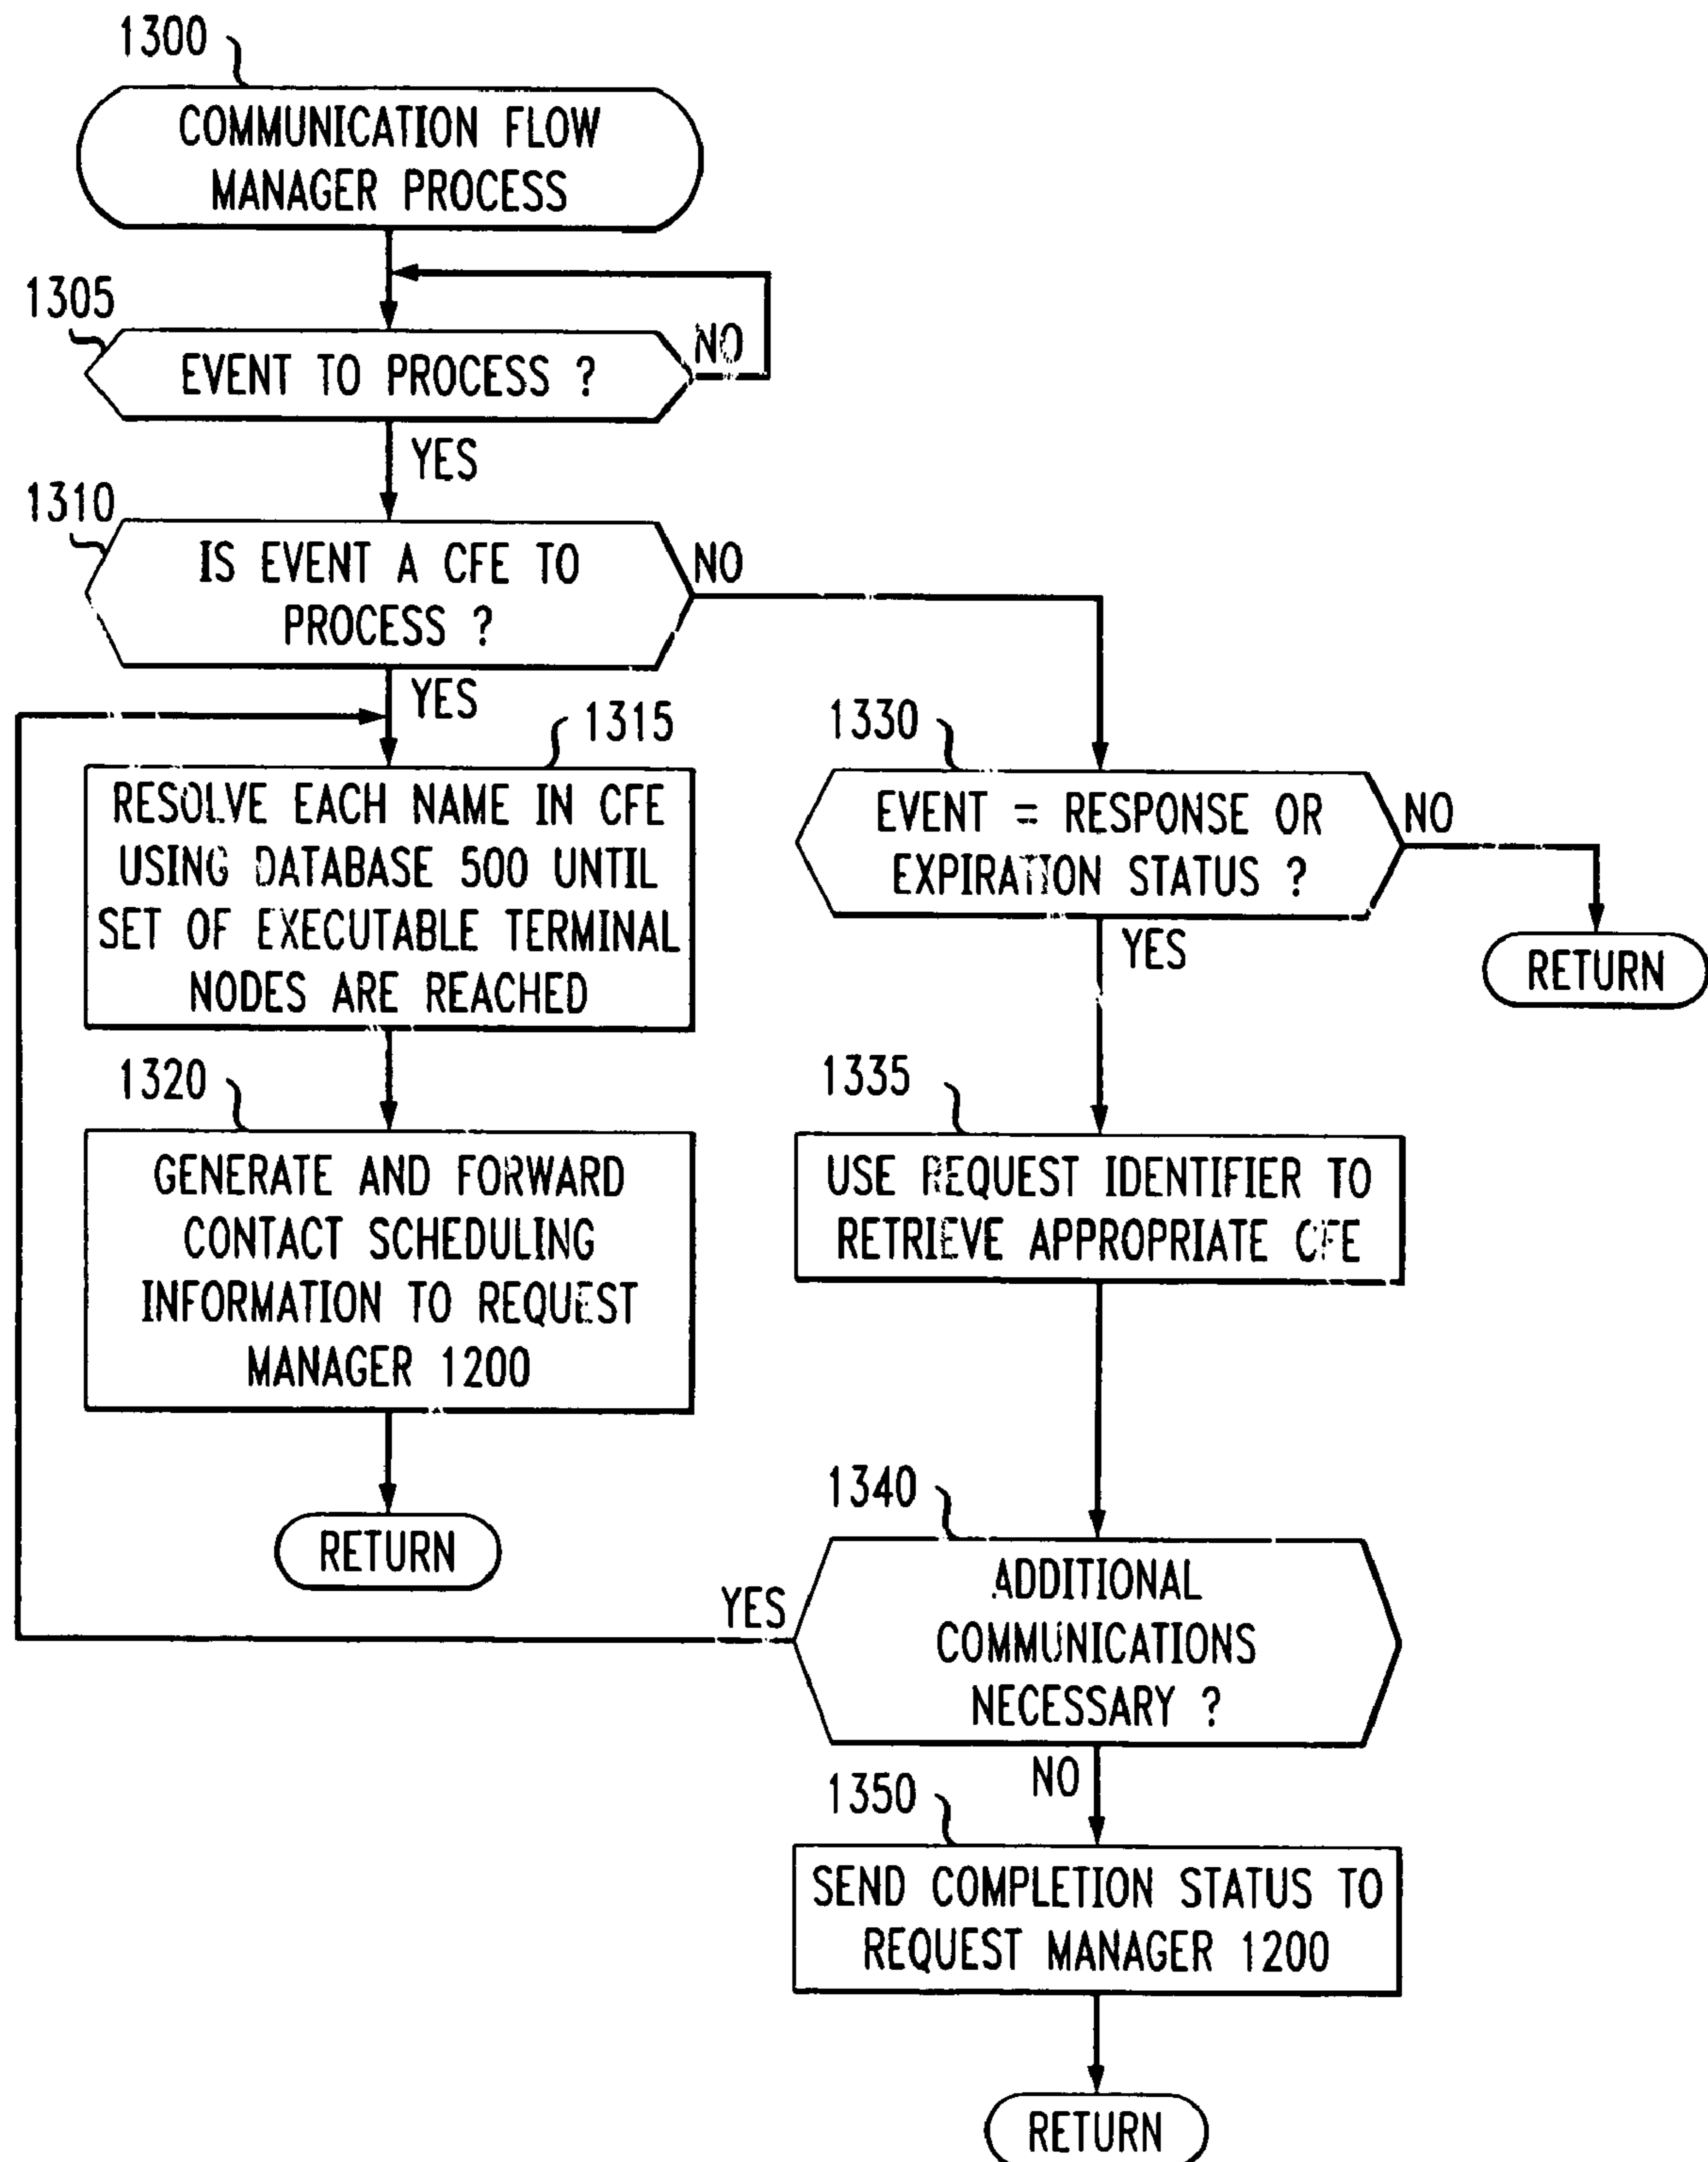 1300
COMMUNICATION FLOW
MANAGER PROCESS
1305
EVENT TO PROCESS ?
NO
YES
1310
IS EVENT A CFE TO
PROCESS ?
NO
YES
1315
RESOLVE EACH NAME IN CFE
USING DATABASE 500 UNTIL
SET OF EXECUTABLE TERMINAL
NODES ARE REACHED
1320
GENERATE AND FORWARD
CONTACT SCHEDULING
INFORMATION TO REQUEST
MANAGER 1200
RETURN
1330
EVENT = RESPONSE OR
EXPIRATION STATUS ?
NO
RETURN
YES
1335
USE REQUEST IDENTIFIER TO
RETRIEVE APPROPRIATE CFE
1340
ADDITIONAL
COMMUNICATIONS
NECESSARY ?
YES
NO
1350
SEND COMPLETION STATUS TO
REQUEST MANAGER 1200
RETURN